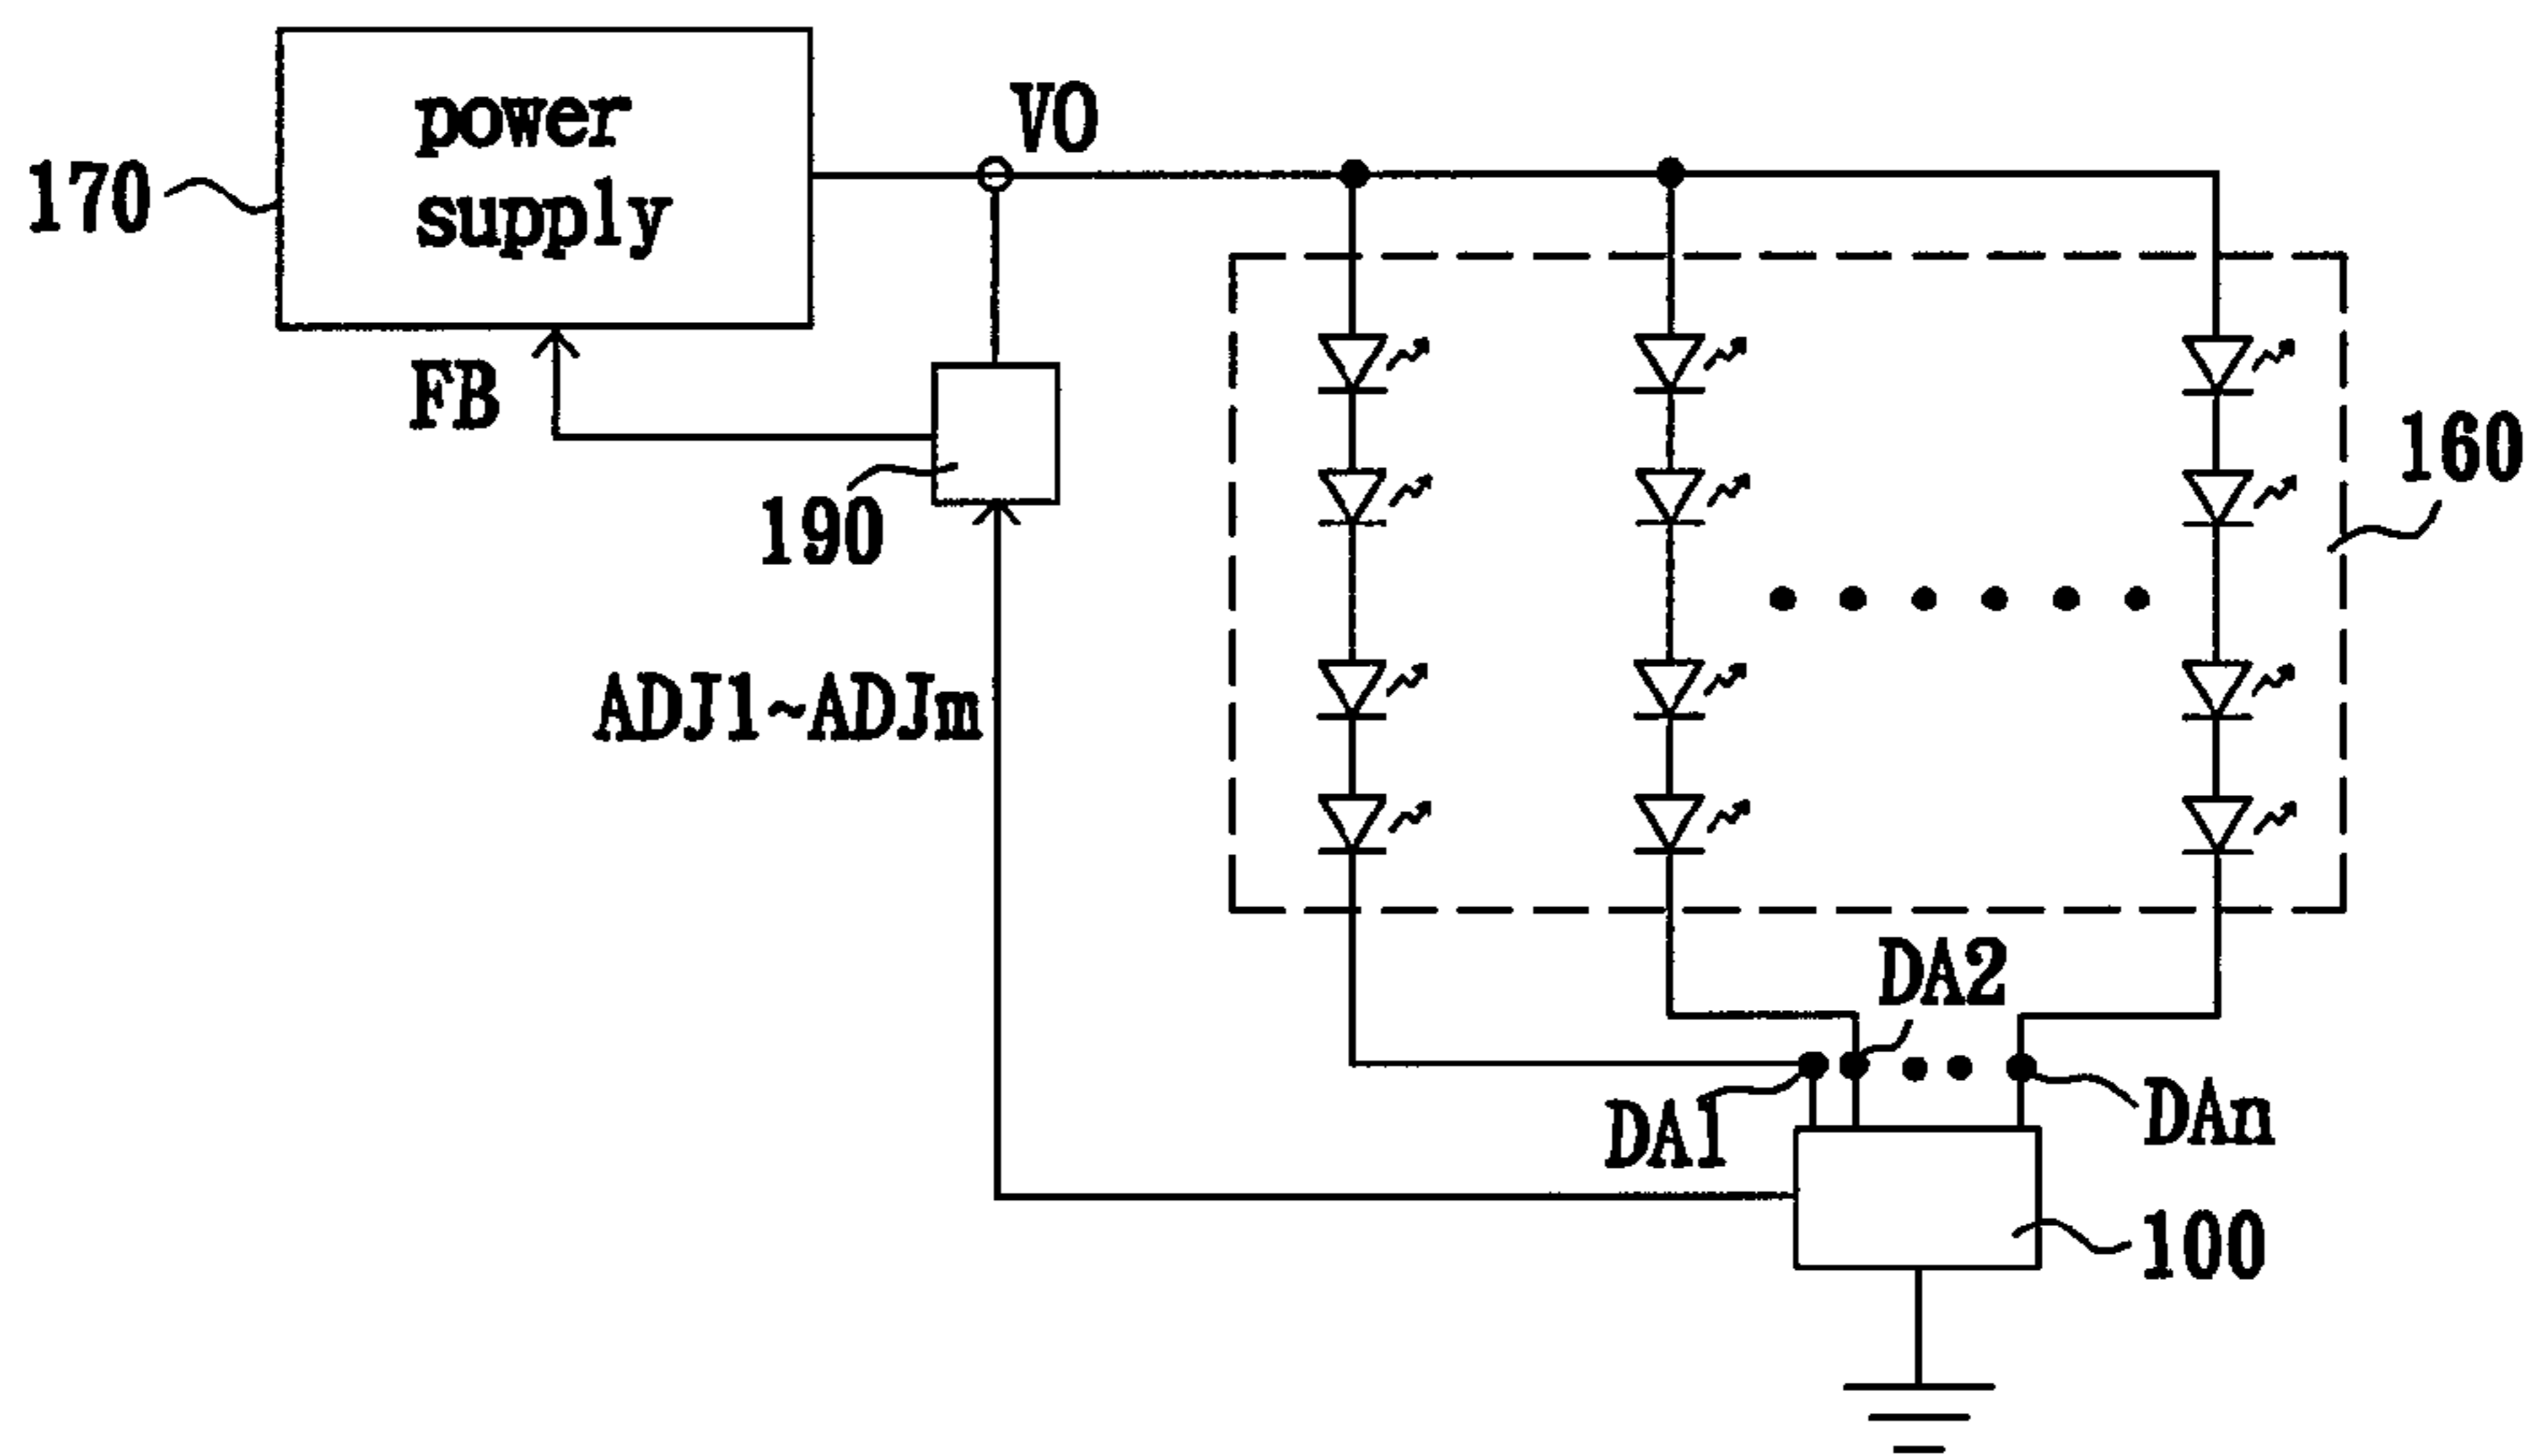 power
supply
VO
170
FB
190
160
ADJ1~ADJm
DA2
DA1
DAn
100